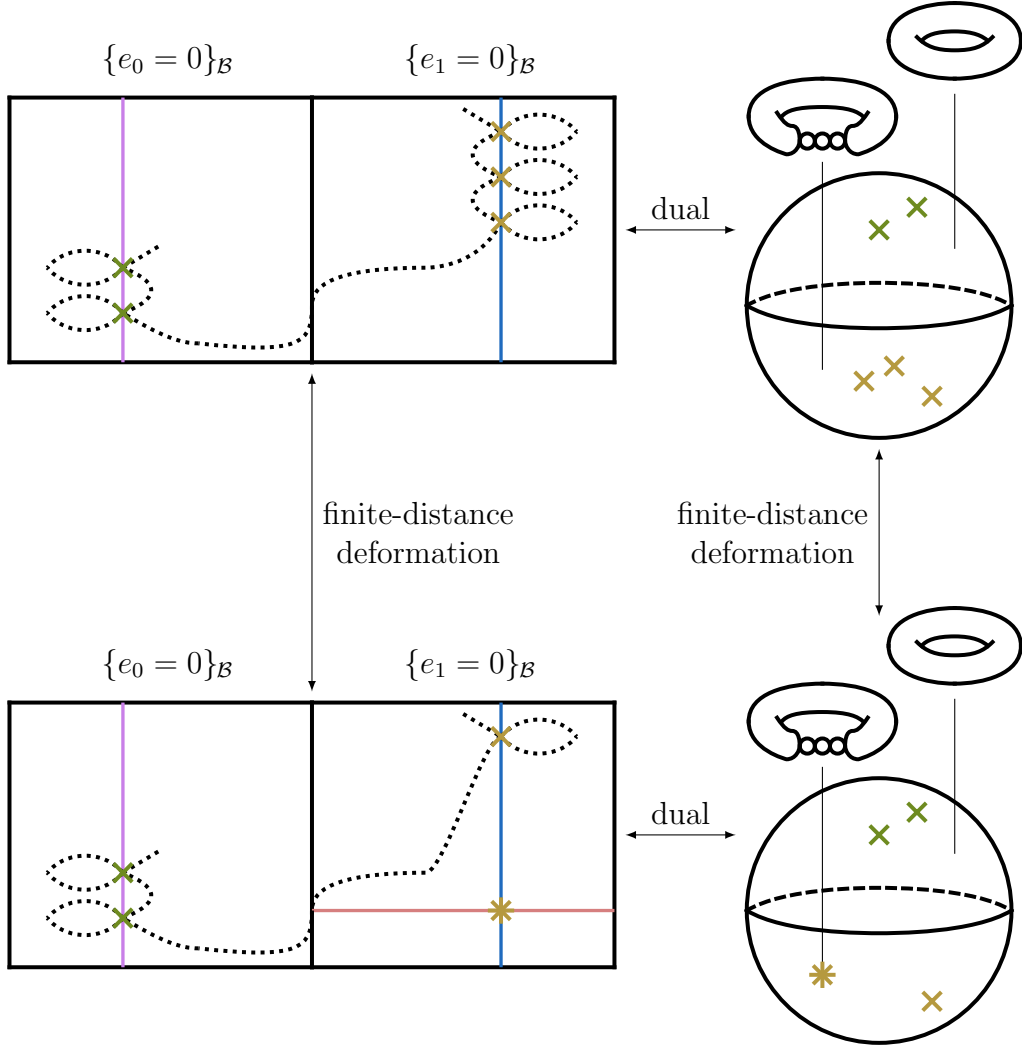 {e₀ = 0}_ℬ {e₁ = 0}_ℬ
dual
finite-distance
deformation
finite-distance
deformation
{e₀ = 0}_ℬ {e₁ = 0}_ℬ
dual